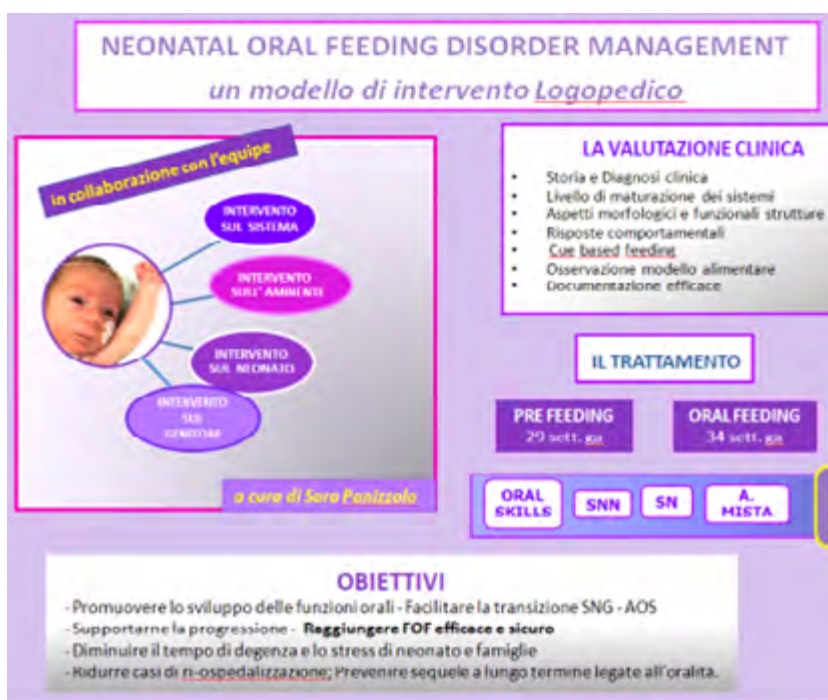 NEONATAL ORAL FEEDING DISORDER MANAGEMENT
un modello di intervento Logopedico
in collaborazione con l'equipe
INTERVENTO
SUL SISTEMA
INTERVENTO
SULL'AMBIENTE
INTERVENTO
SUL NEONATO
INTERVENTO
SUL
GENITORE
a cura di Sara Panizzolo
LA VALUTAZIONE CLINICA
• Storia e Diagnosi clinica
• Livello di maturazione dei sistemi
• Aspetti morfologici e funzionali strutture
• Risposte comportamentali
• Cue based feeding
• Osservazione modello alimentare
• Documentazione efficace
IL TRATTAMENTO
PRE FEEDING
29 sett. ga
ORAL FEEDING
34 sett. ga
ORAL
SKILLS
SNN
SN
A.
MISTA
OBIETTIVI
- Promuovere lo sviluppo delle funzioni orali - Facilitare la transizione SNG - AOS
- Supportarne la progressione - Raggiungere FOF efficace e sicuro
- Diminuire il tempo di degenza e lo stress di neonato e famiglie
- Ridurre casi di ri-ospedalizzazione; Prevenire sequele a lungo termine legate all'oralita.